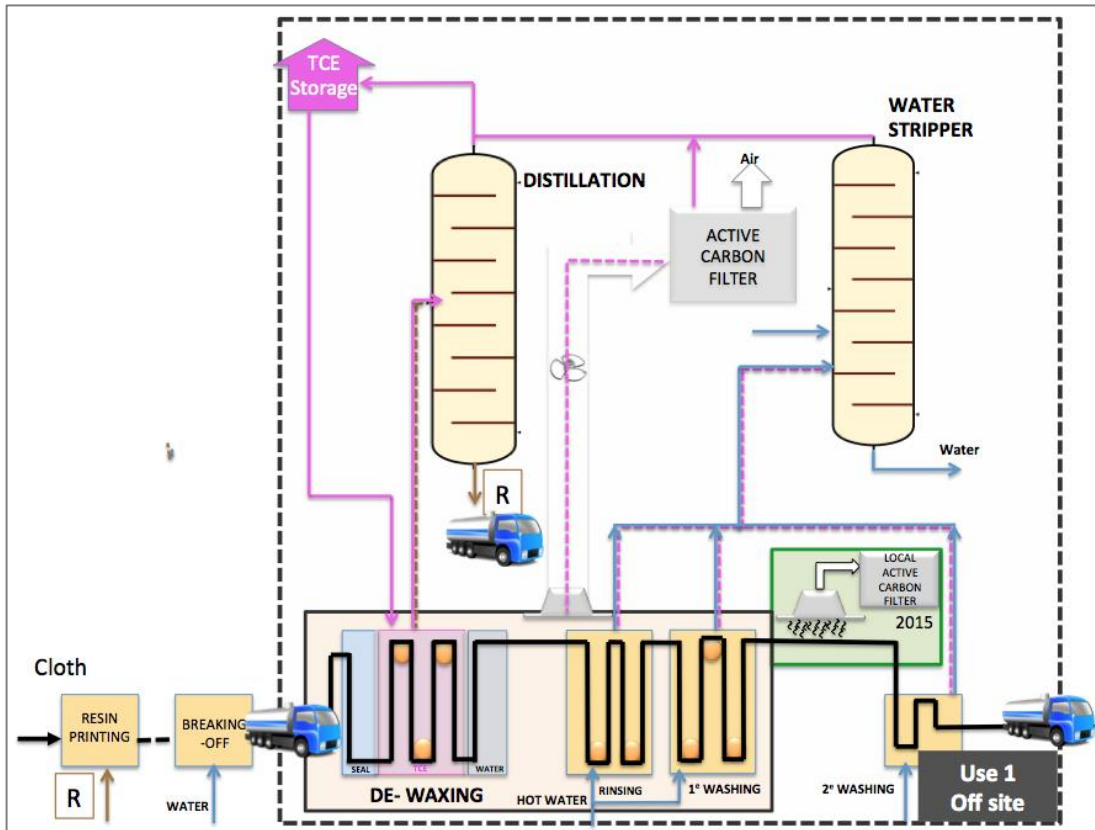 TCE
Storage
WATER
STRIPPER
DISTILLATION
Air
ACTIVE
CARBON
FILTER
R
Water
LOCAL
ACTIVE
CARBON
FILTER
2015
Cloth
RESIN
PRINTING
BREAKING
-OFF
R
WATER
SEAL
TCE
WATER
DE- WAXING
HOT WATER
RINSING
1ᵉ WASHING
2ᵉ WASHING
Use 1
Off site